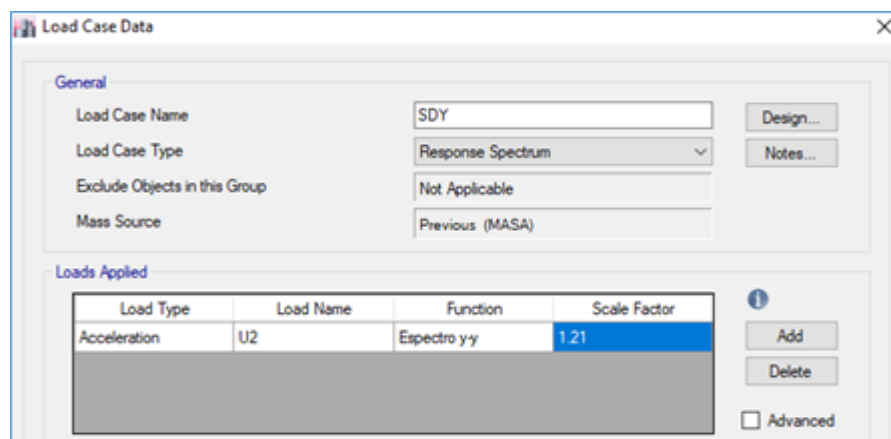 Load Case Data
General
Load Case Name SDY Design...
Load Case Type Response Spectrum Notes...
Exclude Objects in this Group Not Applicable
Mass Source Previous (MASA)
Loads Applied
Load Type Load Name Function Scale Factor
Acceleration U2 Espectro y-y 1.21 Add
Delete
Advanced